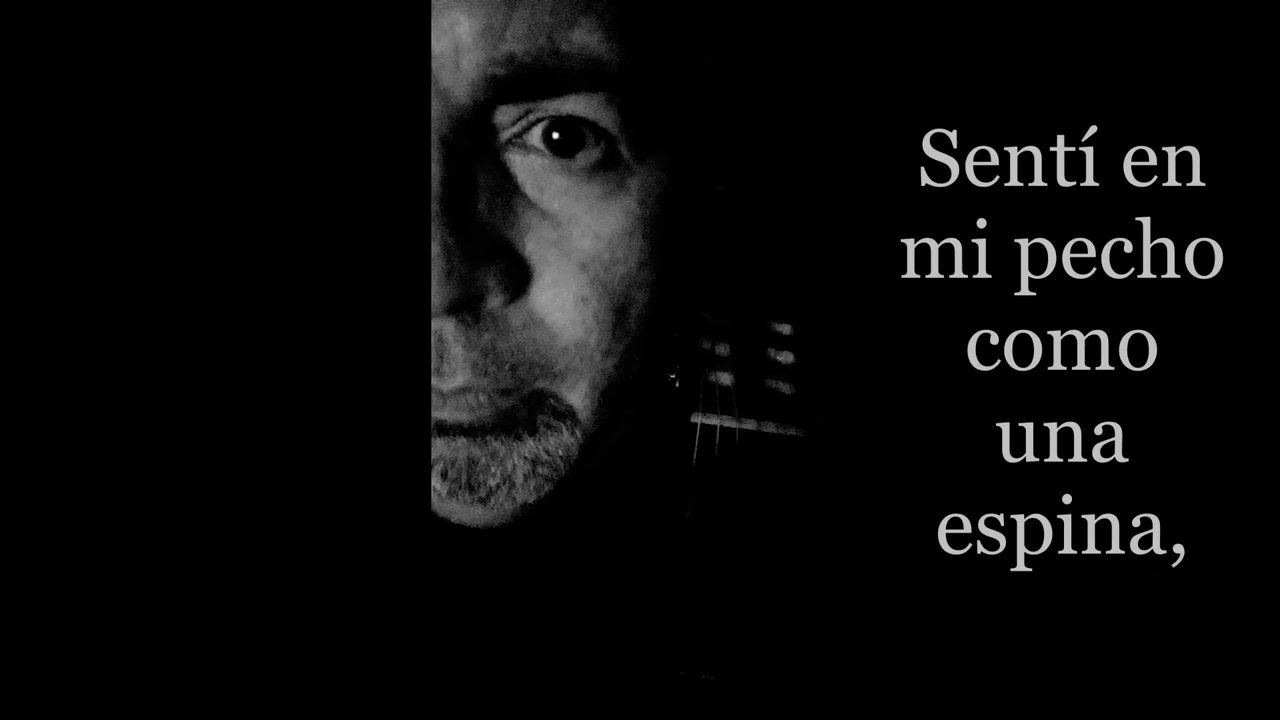 Sentí en
mi pecho
como
una
espina,